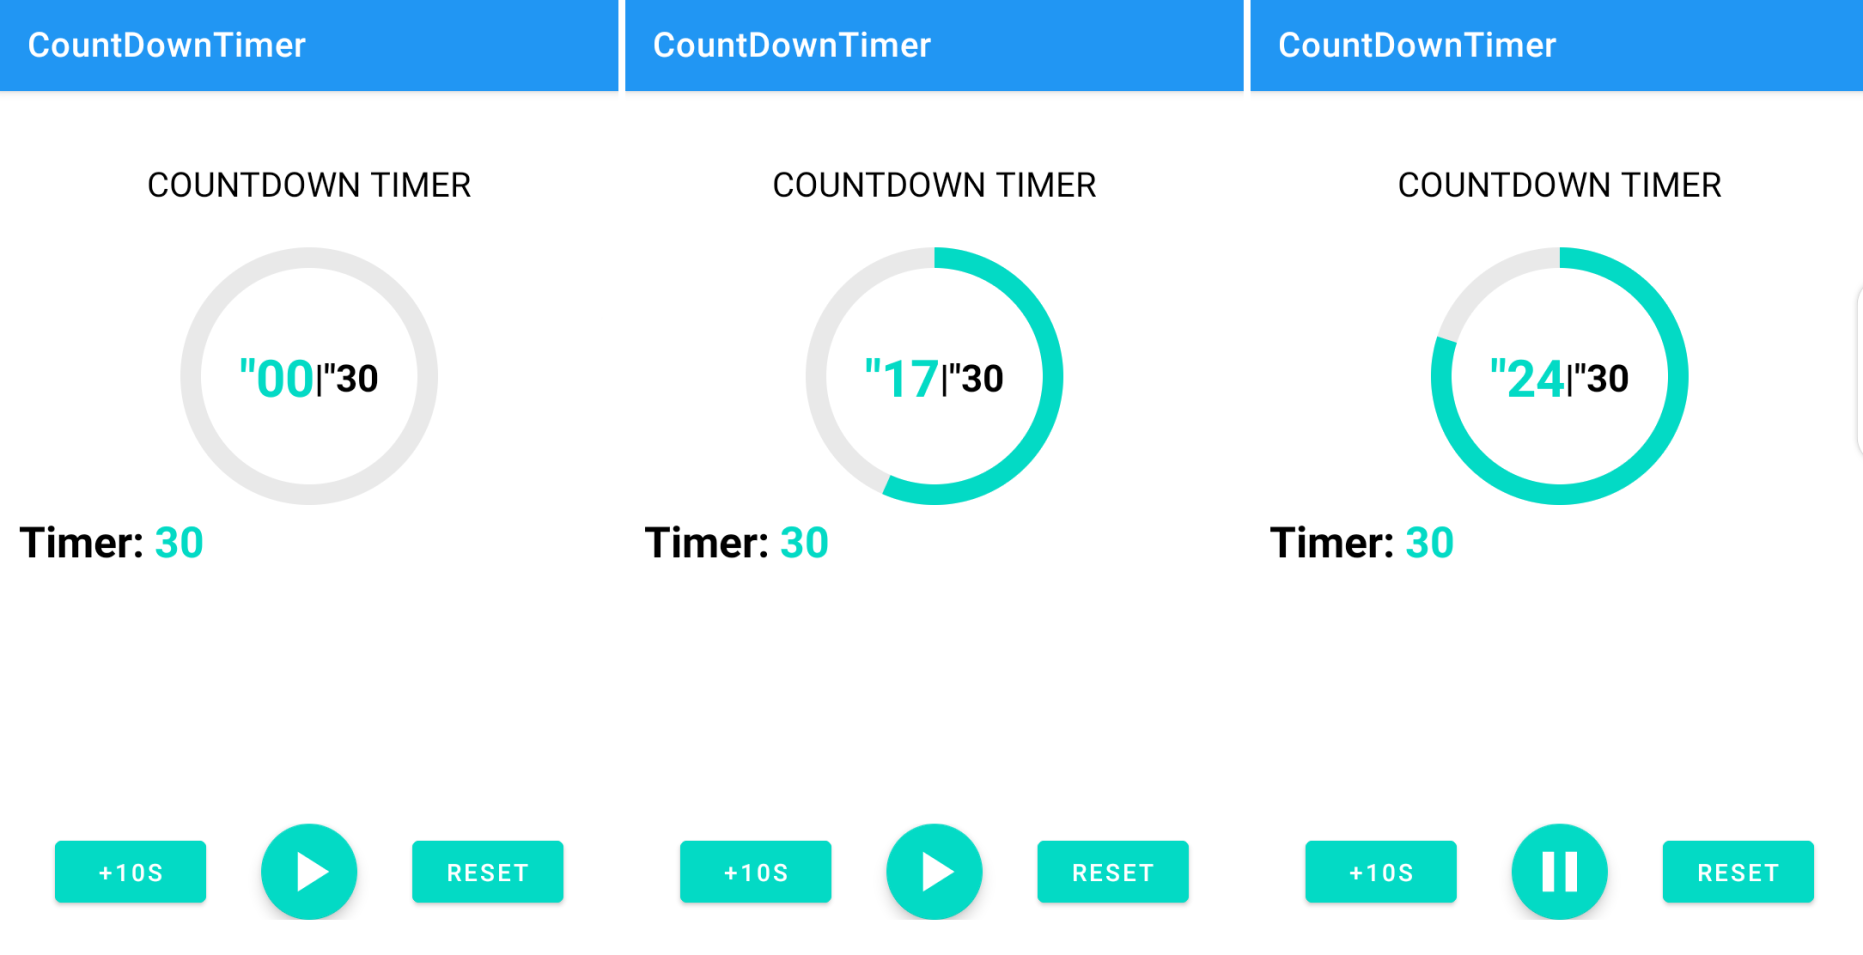 CountDownTimer
COUNTDOWN TIMER
"00|"30
Timer: 30
+10S
RESET
CountDownTimer
COUNTDOWN TIMER
"17|"30
Timer: 30
+10S
RESET
CountDownTimer
COUNTDOWN TIMER
"24|"30
Timer: 30
+10S
RESET